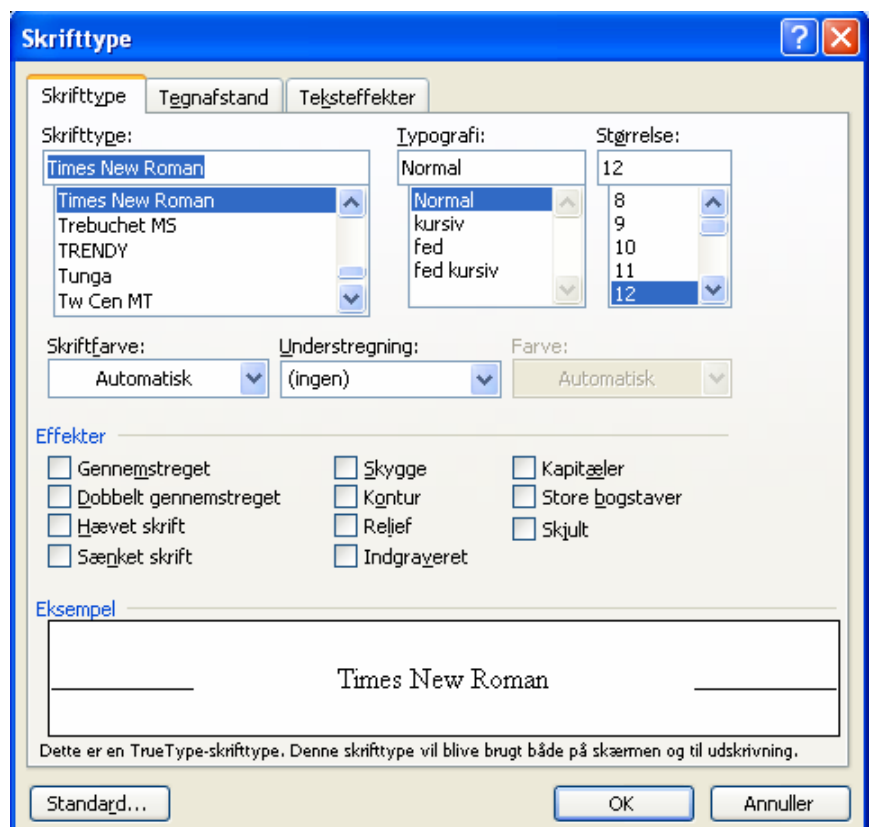 Skrifttype
Skrifttype Tegnafstand Teksteffekter
Skrifttype: Typografi: Størrelse:
Times New Roman Normal 12
Times New Roman Normal 8
Trebuchet MS kursiv 9
TRENDY fed 10
Tunga fed kursiv 11
Tw Cen MT 12
Skriftfarve: Understregning: Farve:
Automatisk (ingen) Automatisk
Effekter
Gennemstreget Skygge Kapitæler
Dobbelt gennemstreget Kontur Store bogstaver
Hævet skrift Relief Skjult
Sænket skrift Indgraveret
Eksempel
Times New Roman
Dette er en TrueType-skrifttype. Denne skrifttype vil blive brugt både på skærmen og til udskrivning.
Standard... OK Annuller